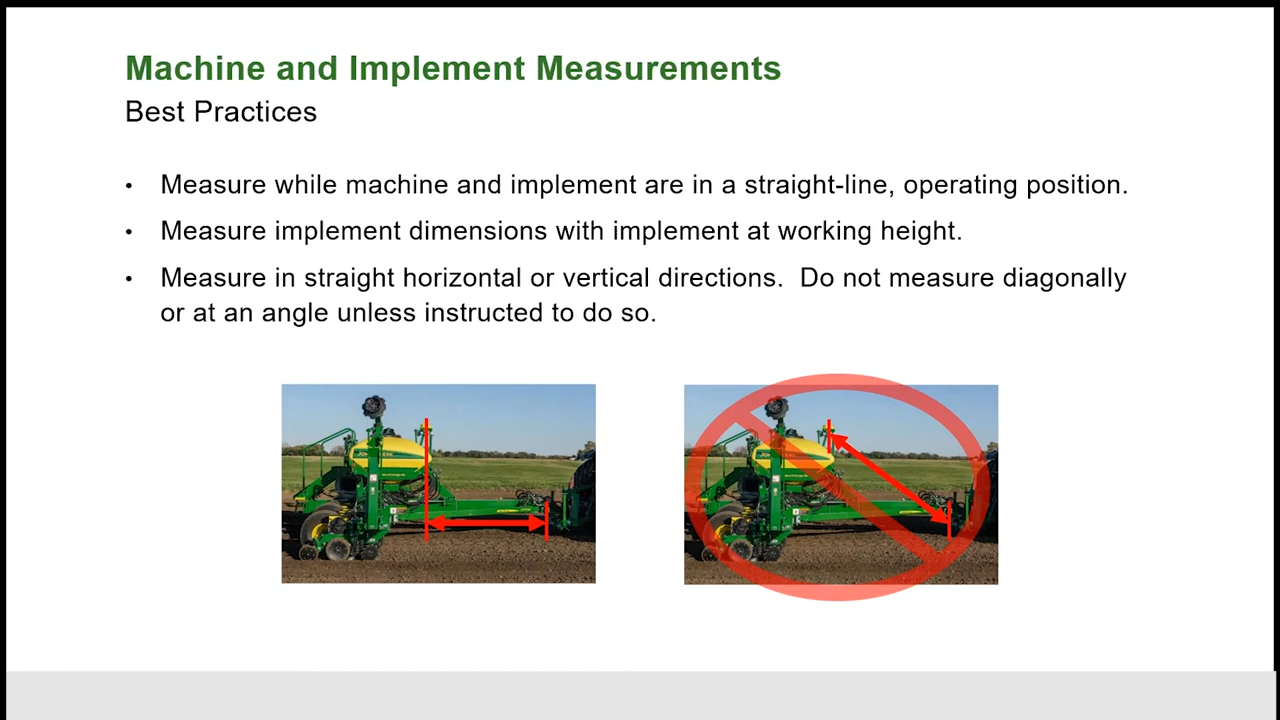 Machine and Implement Measurements
Best Practices
• Measure while machine and implement are in a straight-line, operating position.
• Measure implement dimensions with implement at working height.
• Measure in straight horizontal or vertical directions.  Do not measure diagonally
or at an angle unless instructed to do so.